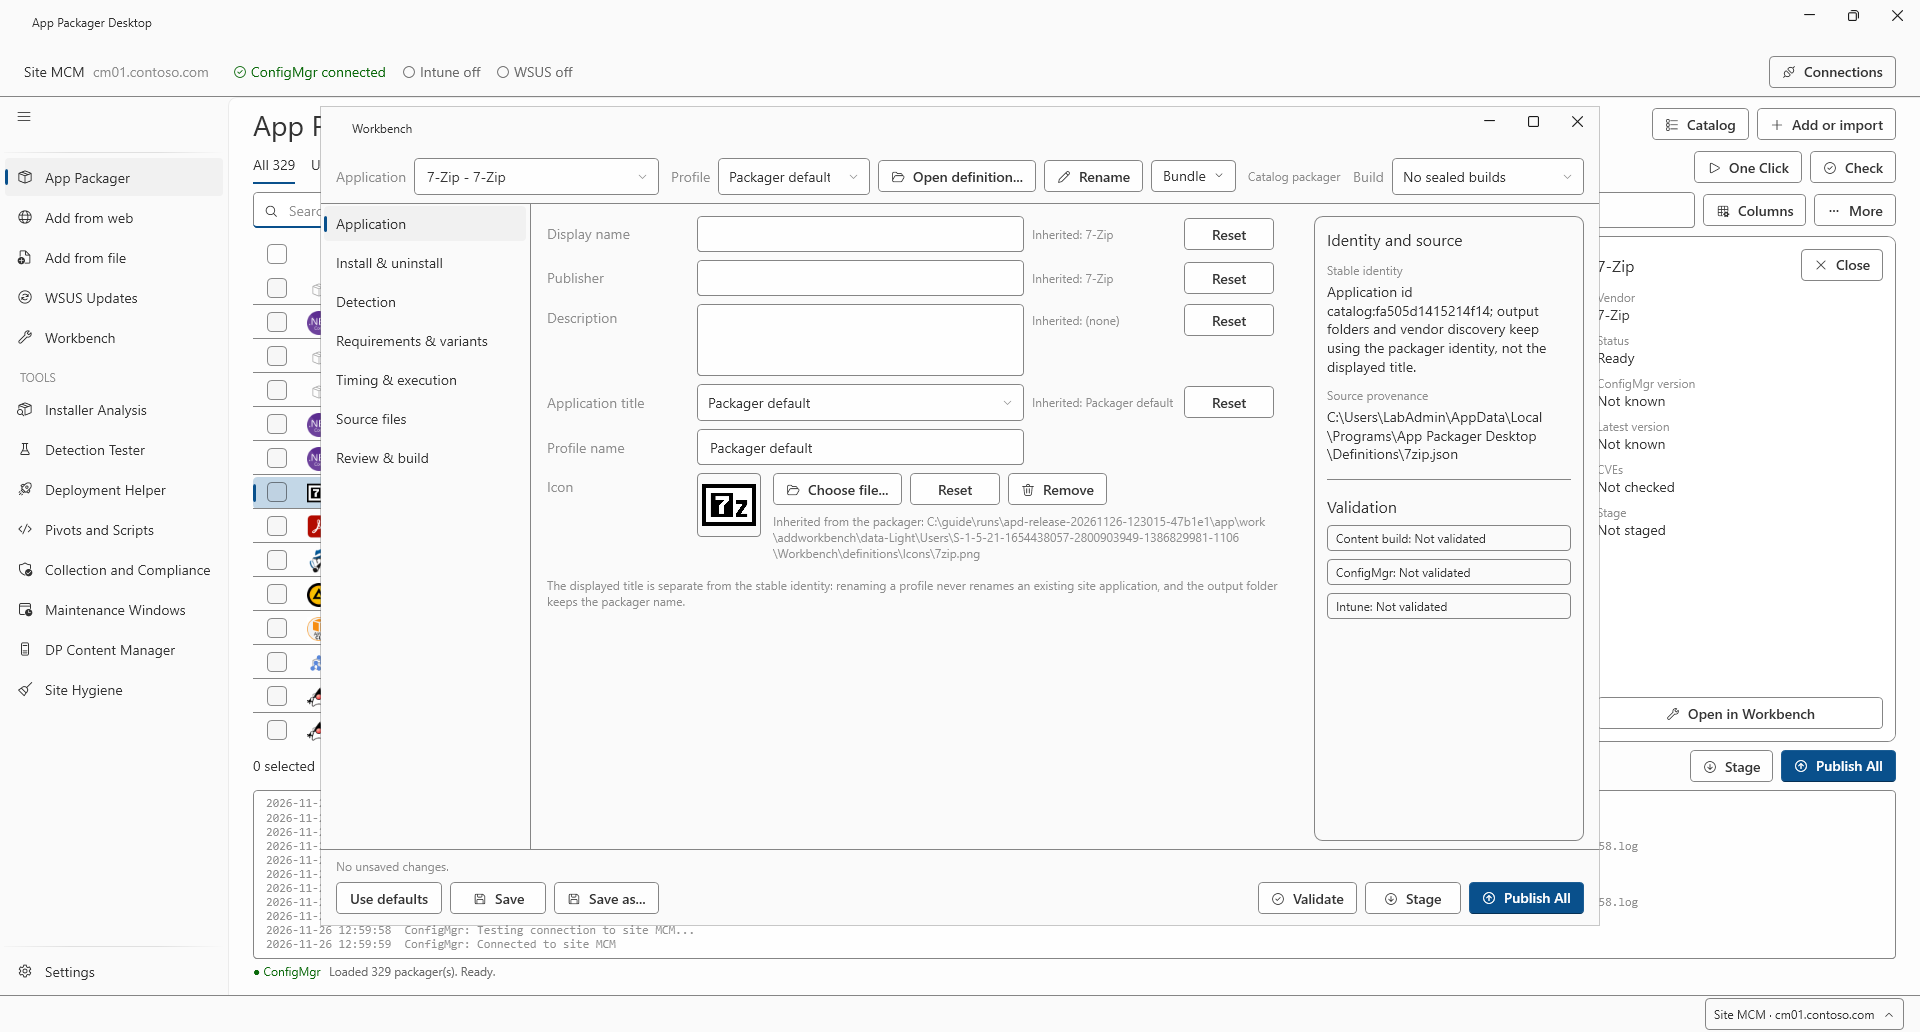 App Packager Desktop
Site MCM cm01.contoso.com ConfigMgr connected Intune off WSUS off Connections
App Packager
Add from web
Add from file
WSUS Updates
Workbench
TOOLS
Installer Analysis
Detection Tester
Deployment Helper
Pivots and Scripts
Collection and Compliance
Maintenance Windows
DP Content Manager
Site Hygiene
Settings
App
Catalog
Add or import
All 329
One Click
Check
Columns
More
Workbench
Application 7-Zip - 7-Zip Profile Packager default Open definition... Rename Bundle Catalog packager Build No sealed builds
Application
Install & uninstall
Detection
Requirements & variants
Timing & execution
Source files
Review & build
Display name Inherited: 7-Zip Reset
Publisher Inherited: 7-Zip Reset
Description Inherited: (none) Reset
Application title Packager default Inherited: Packager default Reset
Profile name Packager default
Icon Choose file... Reset Remove
7z
Inherited from the packager: C:\guide\runs\apd-release-20261126-123015-47b1e1\app\work
\addworkbench\data-Light\Users\S-1-5-21-1654438057-2800903949-1386829981-1106
\Workbench\definitions\Icons\7zip.png
The displayed title is separate from the stable identity: renaming a profile never renames an existing site application, and the output folder
keeps the packager name.
Identity and source
Stable identity
Application id
catalog:fa505d1415214f14; output
folders and vendor discovery keep
using the packager identity, not the
displayed title.
Source provenance
C:\Users\LabAdmin\AppData\Local
\Programs\App Packager Desktop
\Definitions\7zip.json
Validation
Content build: Not validated
ConfigMgr: Not validated
Intune: Not validated
No unsaved changes.
Use defaults
Save
Save as...
Validate
Stage
Publish All
7-Zip
Close
Vendor
7-Zip
Status
Ready
ConfigMgr version
Not known
Latest version
Not known
CVEs
Not checked
Stage
Not staged
Open in Workbench
0 selected
Stage
Publish All
58.log
58.log
2026-11-26 12:59:58 ConfigMgr: Testing connection to site MCM...
2026-11-26 12:59:59 ConfigMgr: Connected to site MCM
ConfigMgr Loaded 329 packager(s). Ready.
Site MCM · cm01.contoso.com